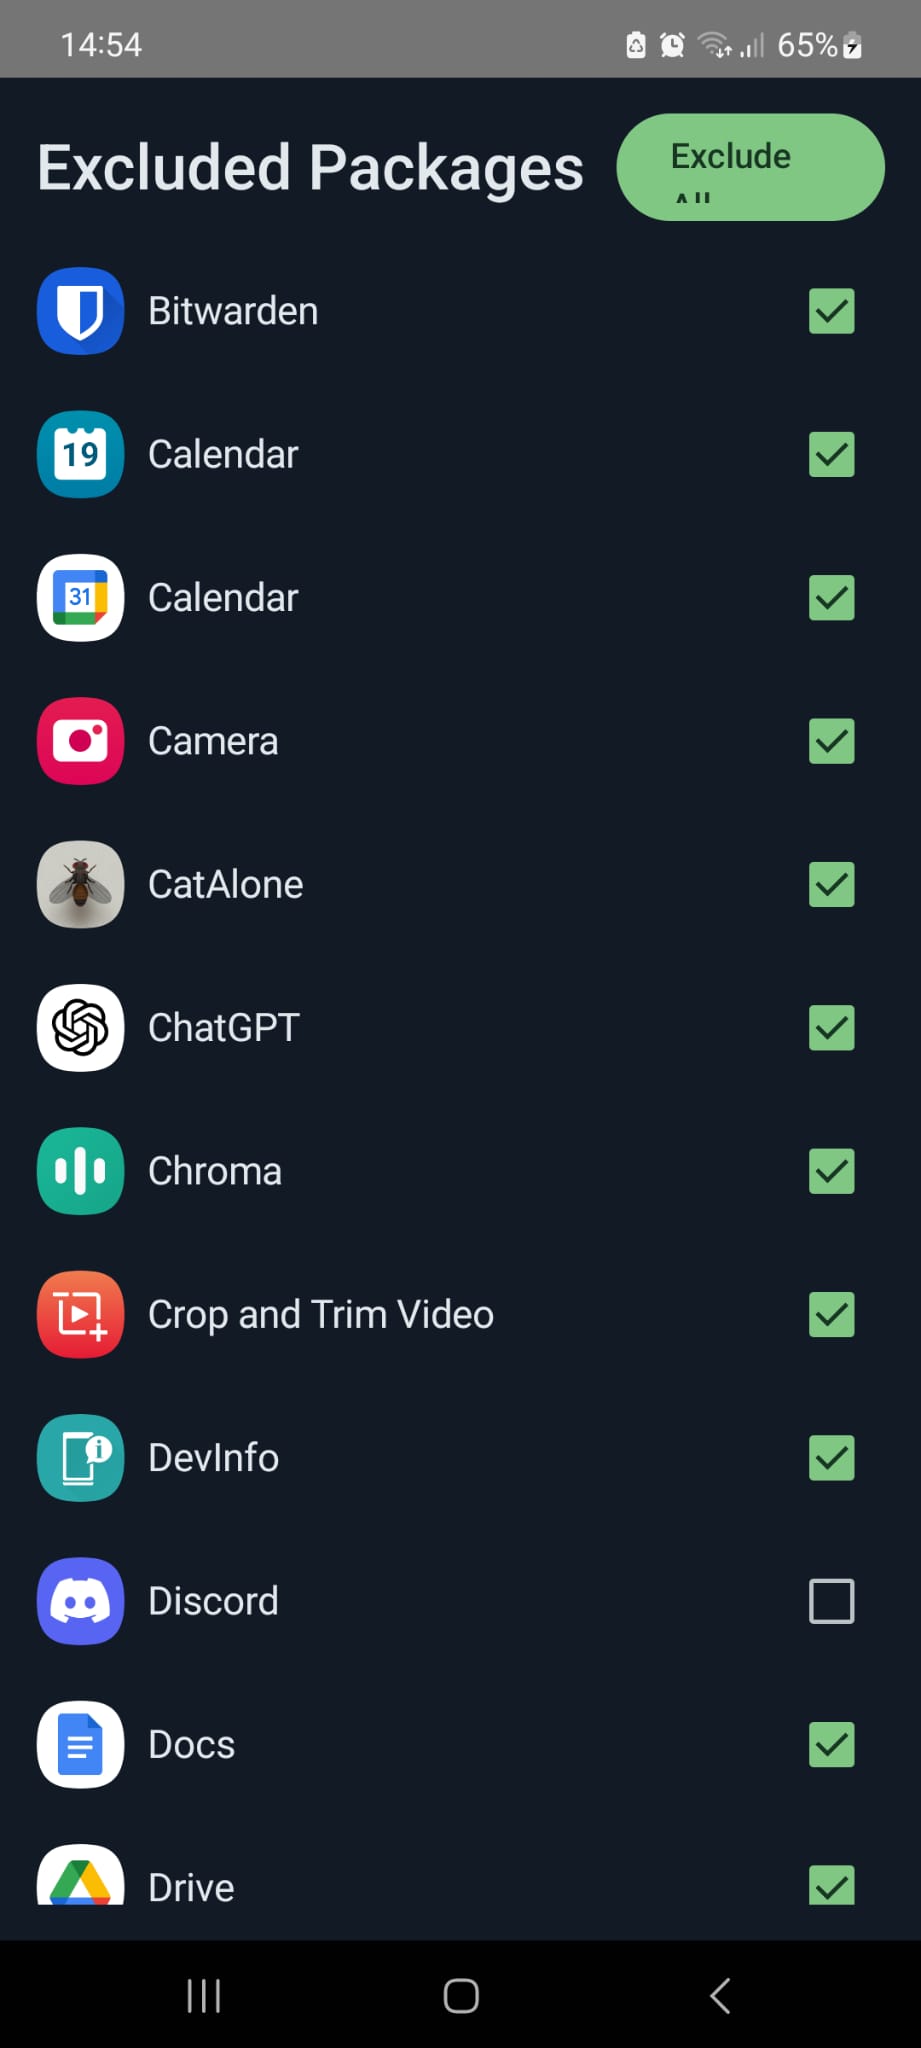 14:54
65%
Excluded Packages
Exclude
All
Bitwarden
19
Calendar
31
Calendar
Camera
CatAlone
ChatGPT
Chroma
Crop and Trim Video
DevInfo
Discord
Docs
Drive